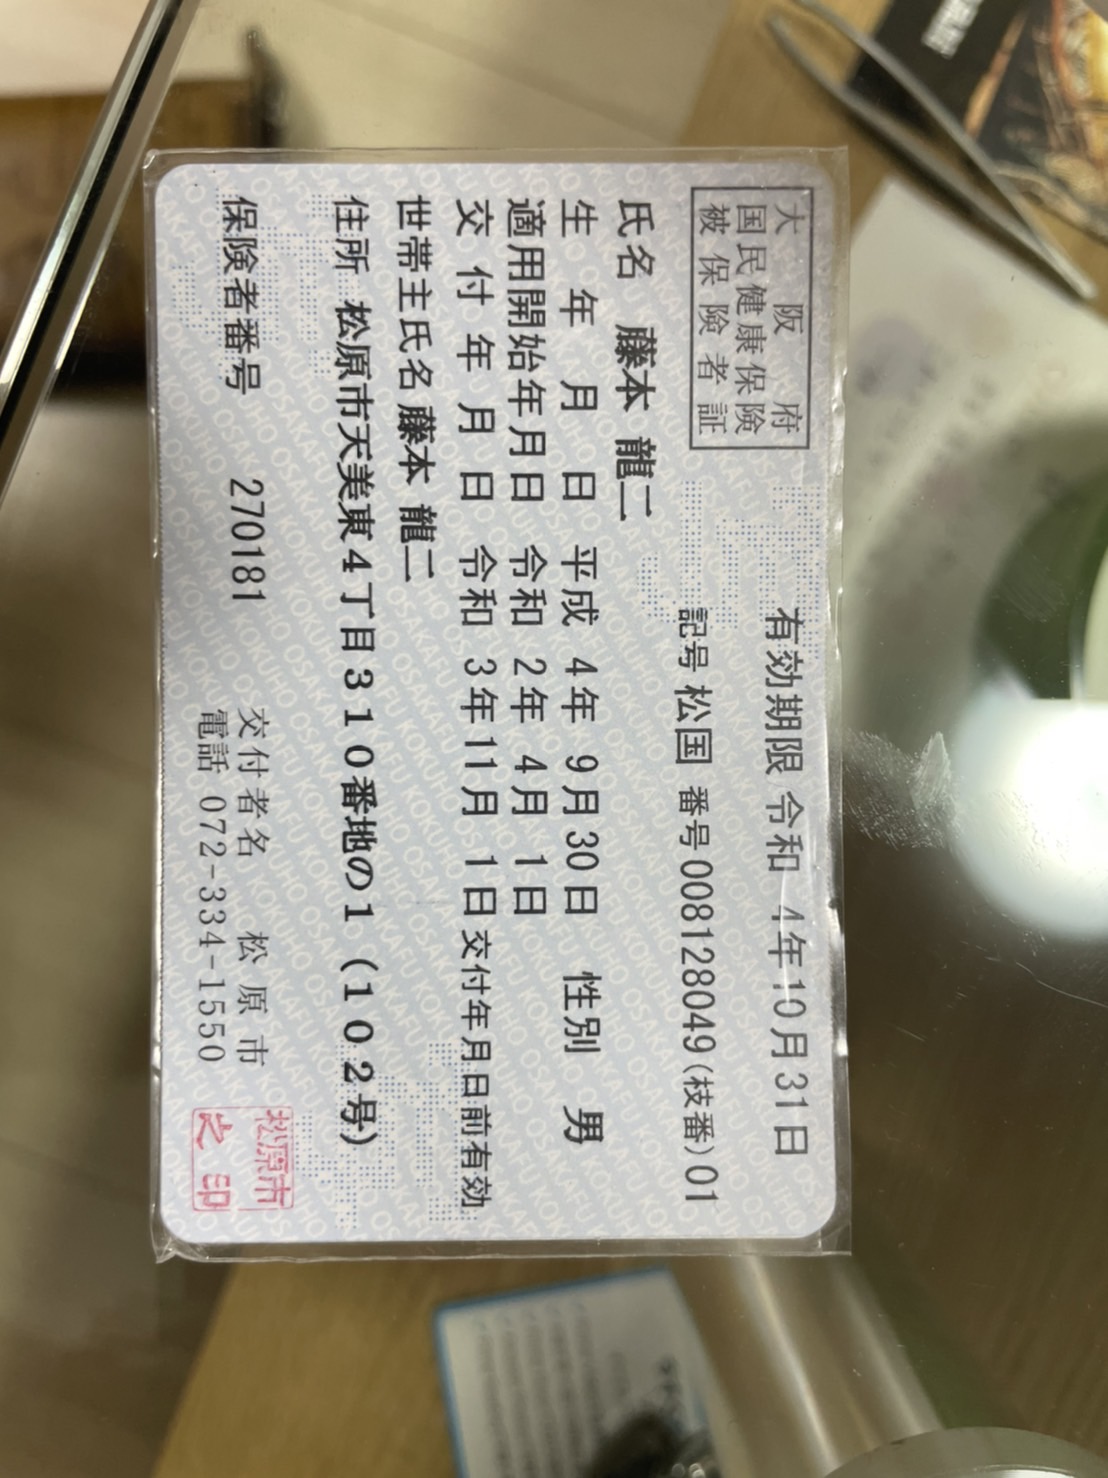 大阪府
国民健康保険
被保険者証
有効期限 令和 4年10月31日
記号 松国 番号 008128049 (枝番) 01
氏名 藤本 龍二
生年月日 平成 4年 9月30日 性別 男
適用開始年月日 令和 2年 4月 1日
交付年月日 令和 3年11月 1日 交付年月日前有効
世帯主氏名 藤本 龍二
住所 松原市天美東4丁目310番地の1(102号)
保険者番号 270181
交付者名 松原市
電話 072-334-1550
松原市
之印